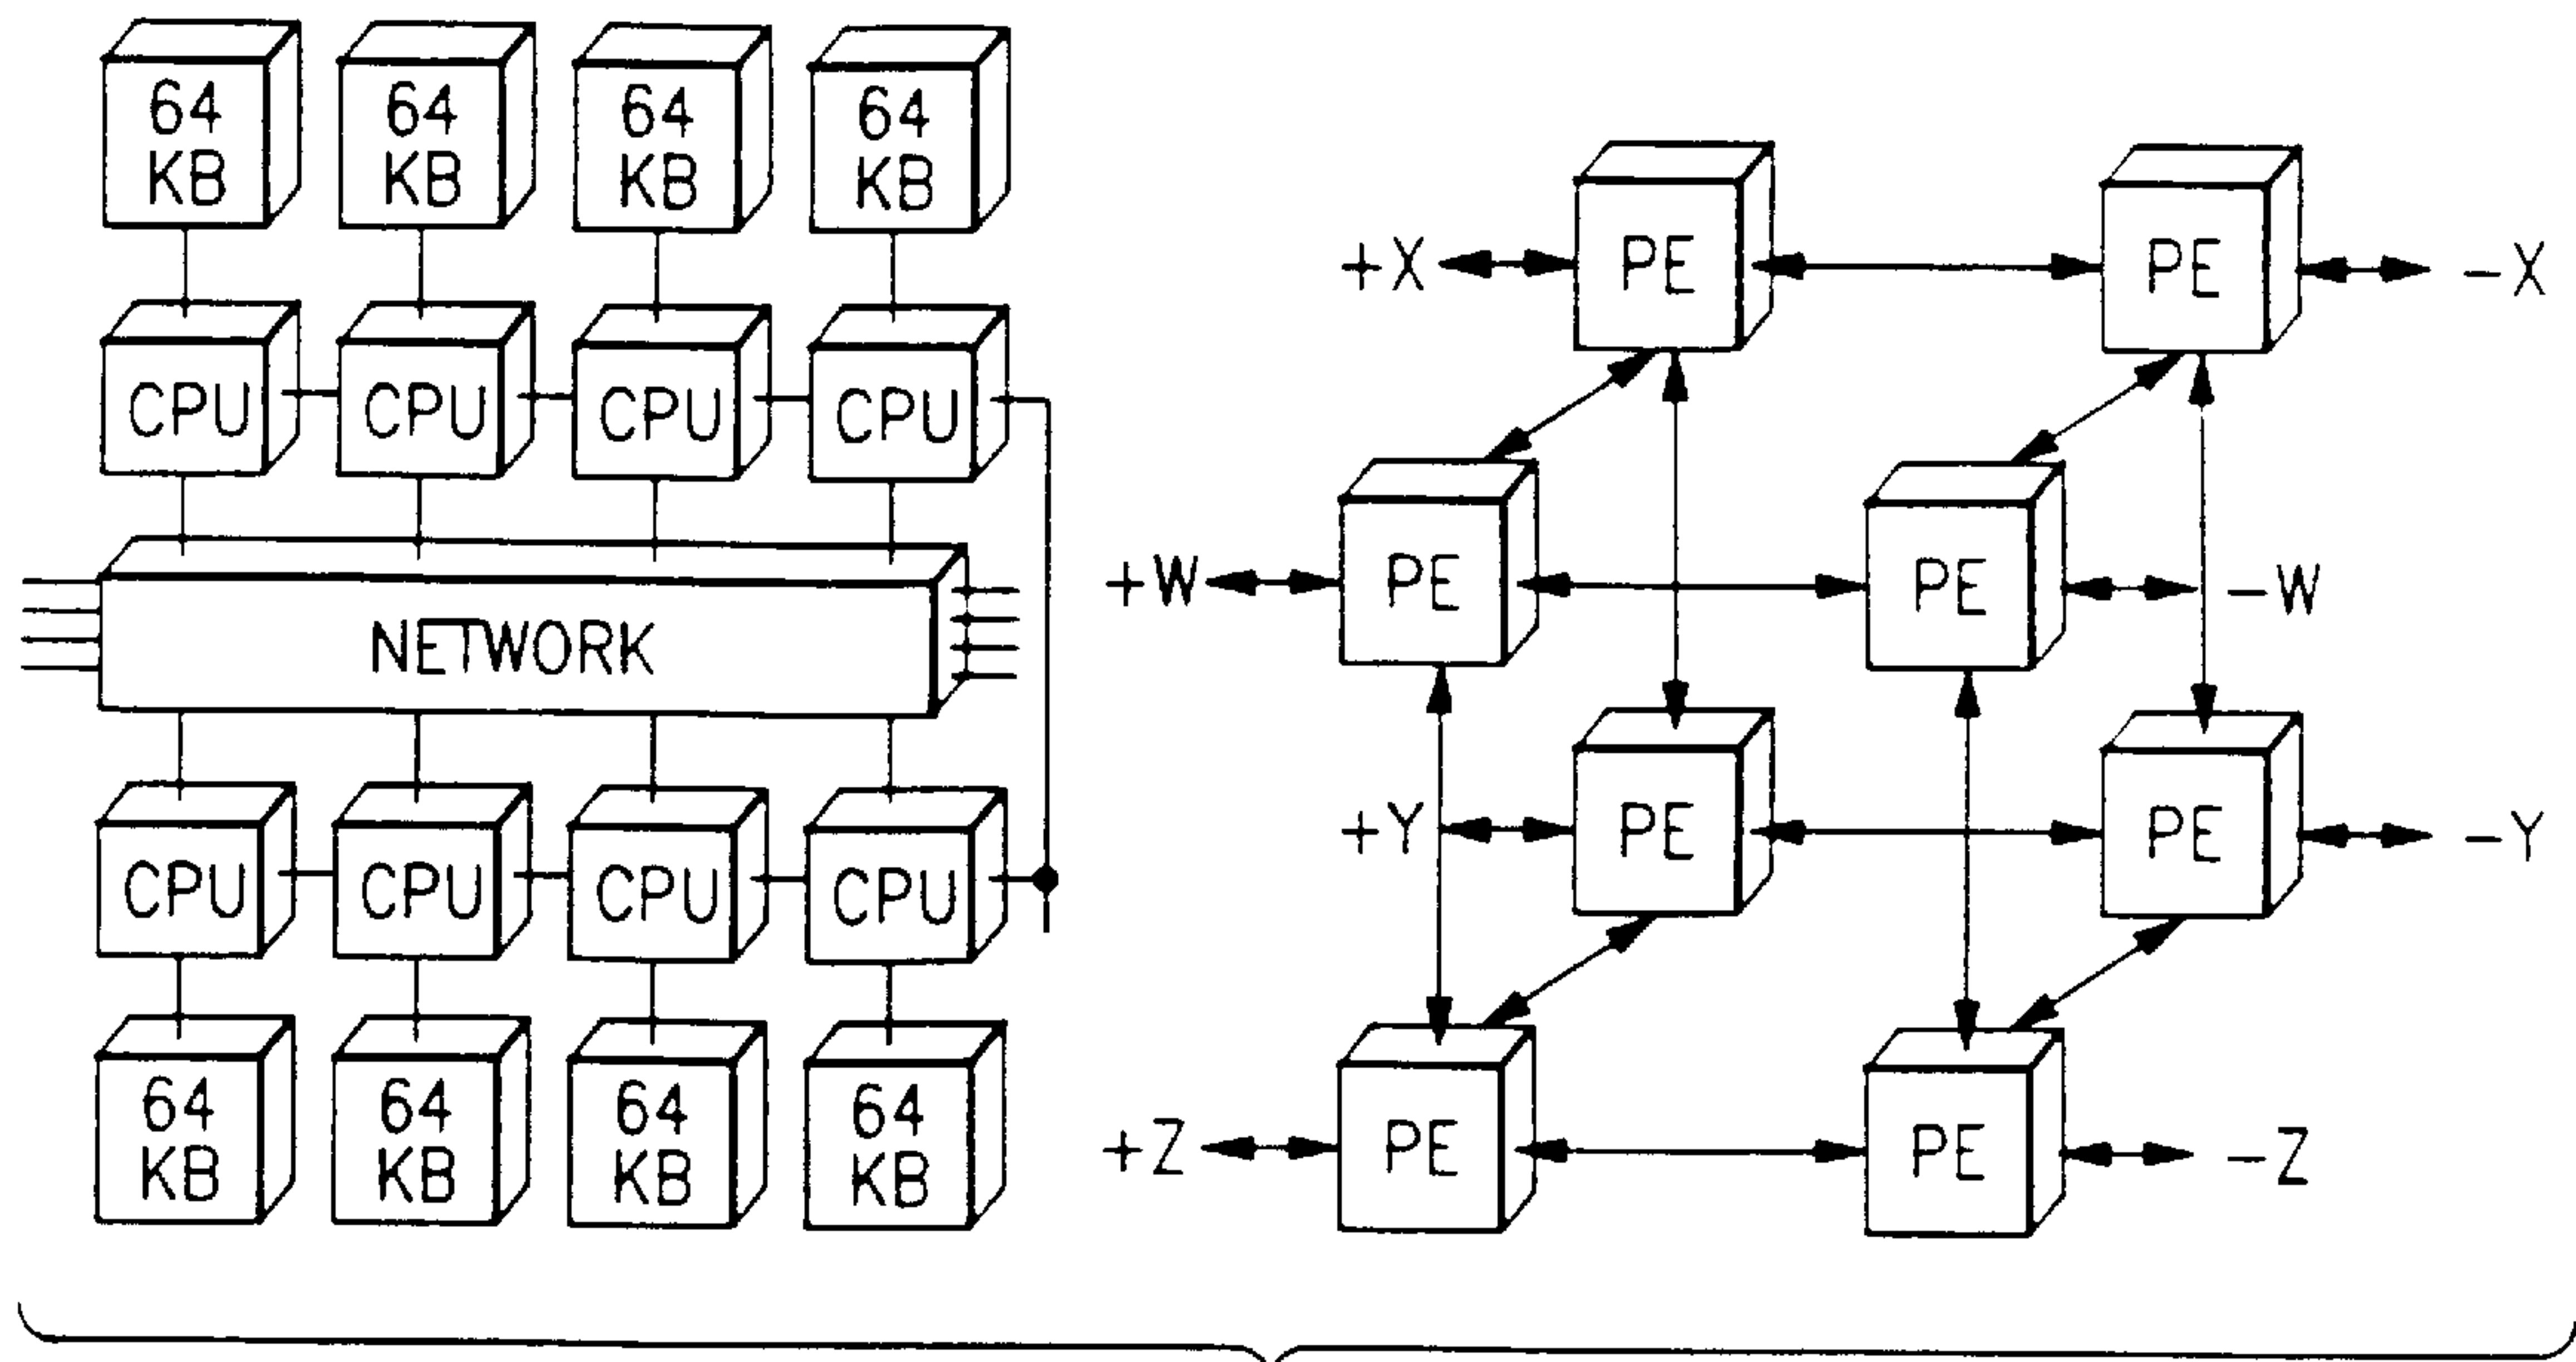 64 KB
64 KB
64 KB
64 KB
CPU
CPU
CPU
CPU
NETWORK
CPU
CPU
CPU
CPU
64 KB
64 KB
64 KB
64 KB
+X
PE
PE
-X
+W
PE
PE
-W
+Y
PE
PE
-Y
+Z
PE
PE
-Z